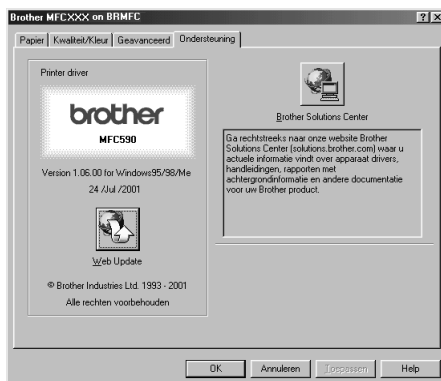 Brother MFCXXX on BRMFC
Papier
Kwaliteit/Kleur
Geavanceerd
Ondersteuning
Printer driver
brother
MFC590
Version 1.06.00 for Windows95/98/Me
24 /Jul /2001
Web Update
© Brother Industries Ltd. 1993 - 2001
Alle rechten voorbehouden
Brother Solutions Center
Ga rechtstreeks naar onze website Brother
Solutions Center (solutions.brother.com) waar u
actuele informatie vindt over apparaat drivers,
handleidingen, rapporten met
achtergrondinformatie en andere documentatie
voor uw Brother product.
OK
Annuleren
Toepassen
Help